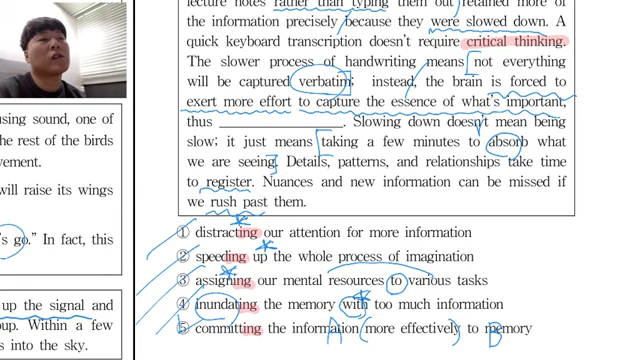 lecture notes rather than typing them out retained more of
the information precisely because they were slowed down. A
quick keyboard transcription doesn't require critical thinking.
The slower process of handwriting means not everything
will be captured verbatim; instead, the brain is forced to
exert more effort to capture the essence of what's important,
thus ____________________. Slowing down doesn't mean being
slow; it just means taking a few minutes to absorb what
we are seeing. Details, patterns, and relationships take time
to register. Nuances and new information can be missed if
we rush past them.
① distracting our attention for more information
② speeding up the whole process of imagination
③ assigning our mental resources to various tasks
④ inundating the memory with too much information
⑤ committing the information (more effectively) to memory
A B
using sound, one of
he rest of the birds
vement.
will raise its wings
's go." In fact, this
up the signal and
oup. Within a few
s into the sky.